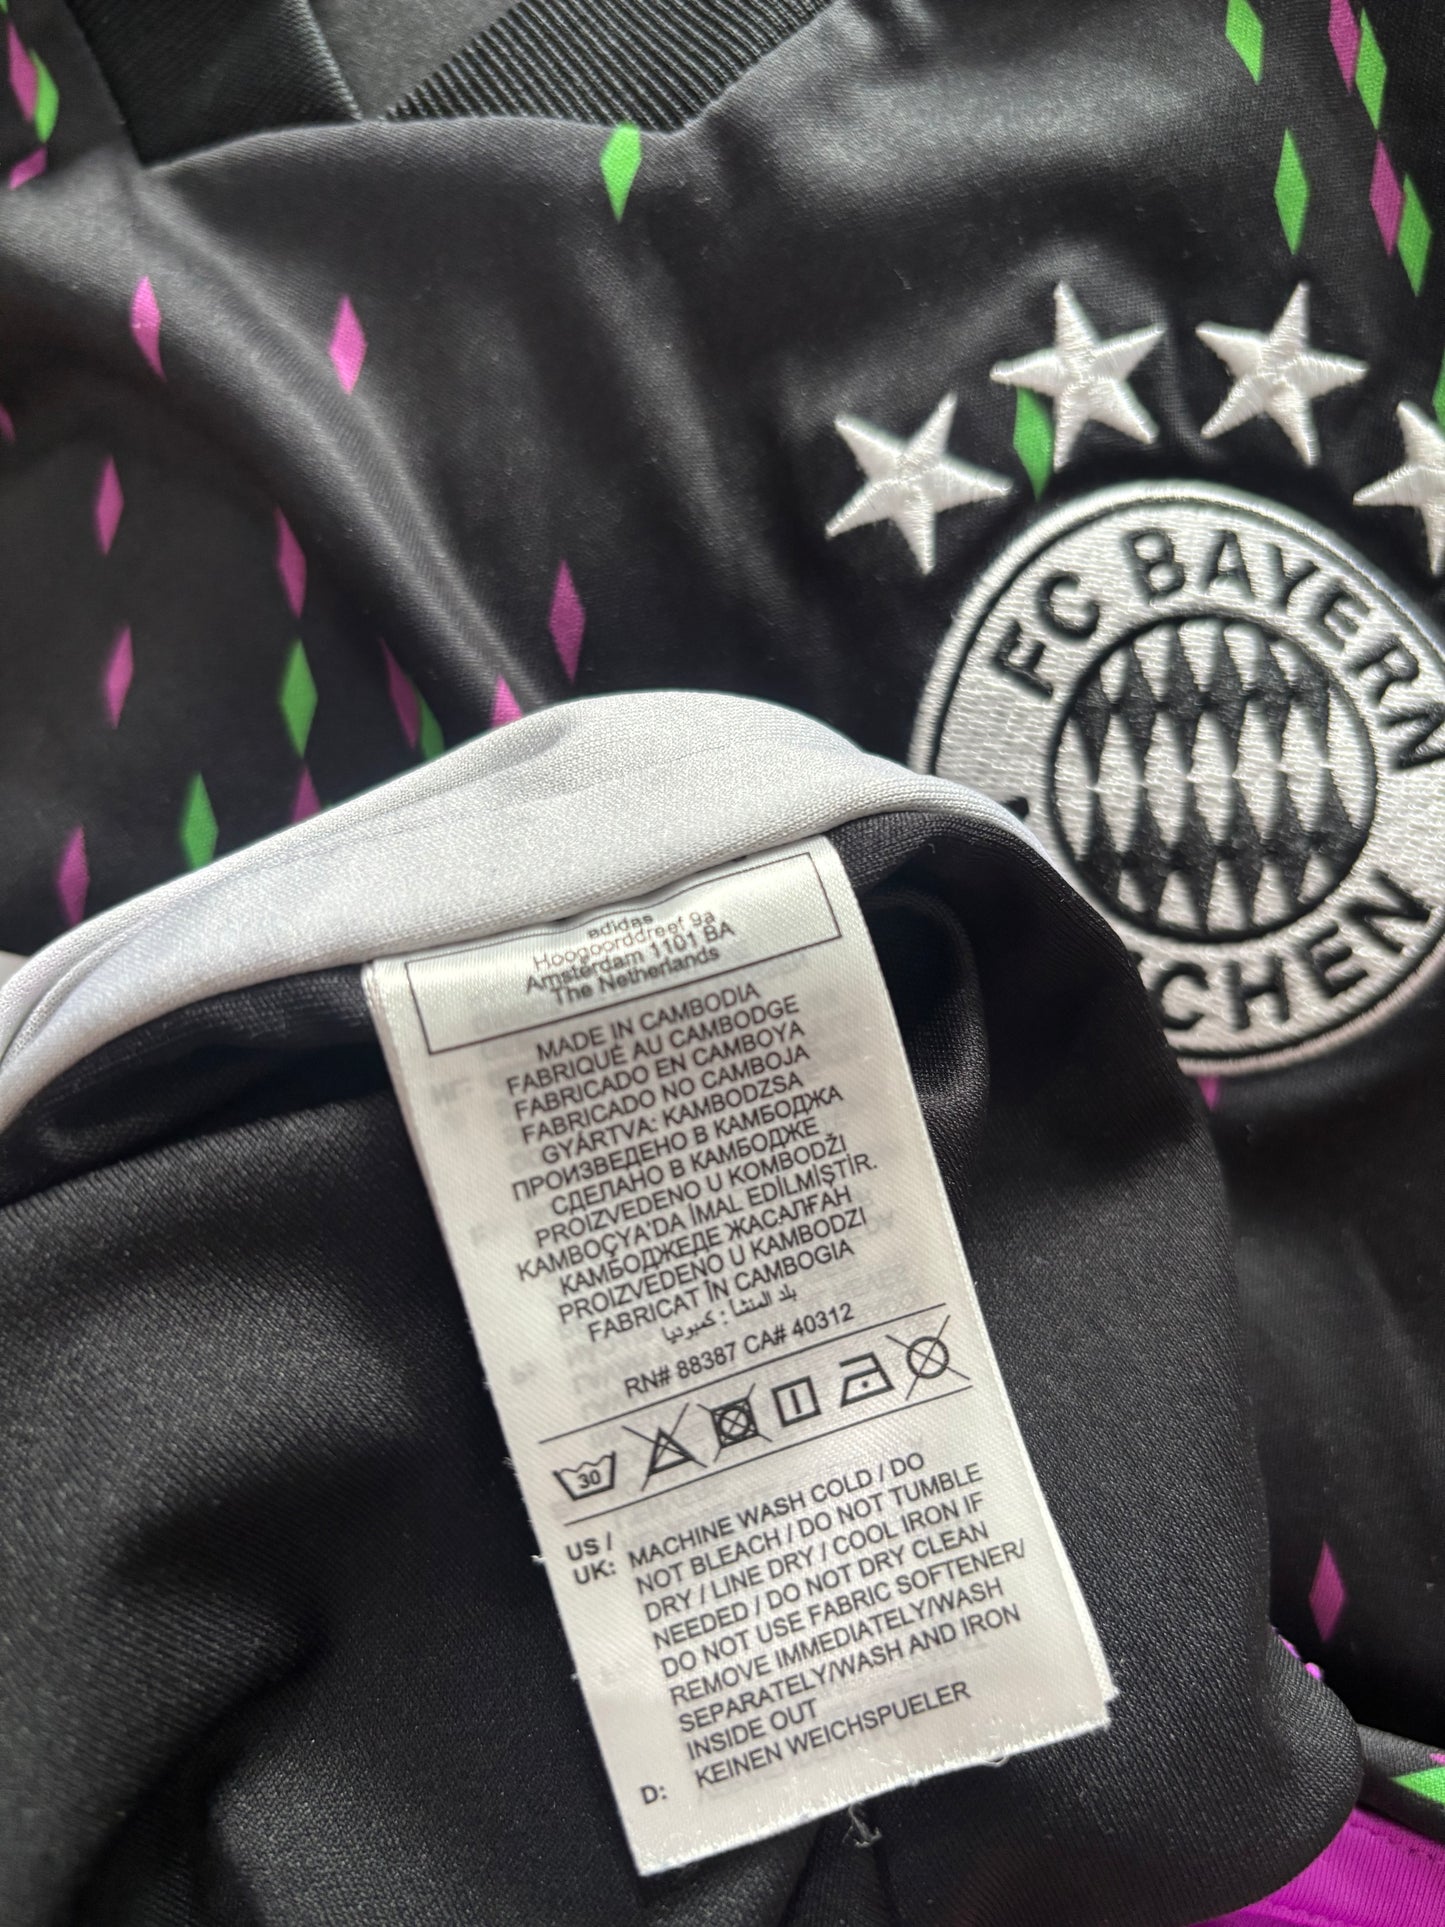 FC BAYERN
CHEN
adidas
Hoogoorddreef 9a
Amsterdam 1101 BA
The Netherlands
MADE IN CAMBODIA
FABRIQUÉ AU CAMBODGE
FABRICADO EN CAMBOYA
FABRICADO NO CAMBOJA
GYÁRTVA: KAMBODZSA
ПРОИЗВЕДЕНО В КАМБОДЖА
СДЕЛАНО В КАМБОДЖЕ
PROIZVEDENO U KOMBODŽI
KAMBOÇYA'DA İMAL EDİLMİŞTİR.
КАМБОДЖЕДЕ ЖАСАЛҒАН
PROIZVEDENO U KAMBODZI
FABRICAT ÎN CAMBOGIA
بلد المنشأ : كمبوديا
RN# 88387 CA# 40312
30
US / UK: MACHINE WASH COLD / DO
NOT BLEACH / DO NOT TUMBLE
DRY / LINE DRY / COOL IRON IF
NEEDED / DO NOT DRY CLEAN
DO NOT USE FABRIC SOFTENER/
REMOVE IMMEDIATELY/WASH
SEPARATELY/WASH AND IRON
INSIDE OUT
D: KEINEN WEICHSPUELER